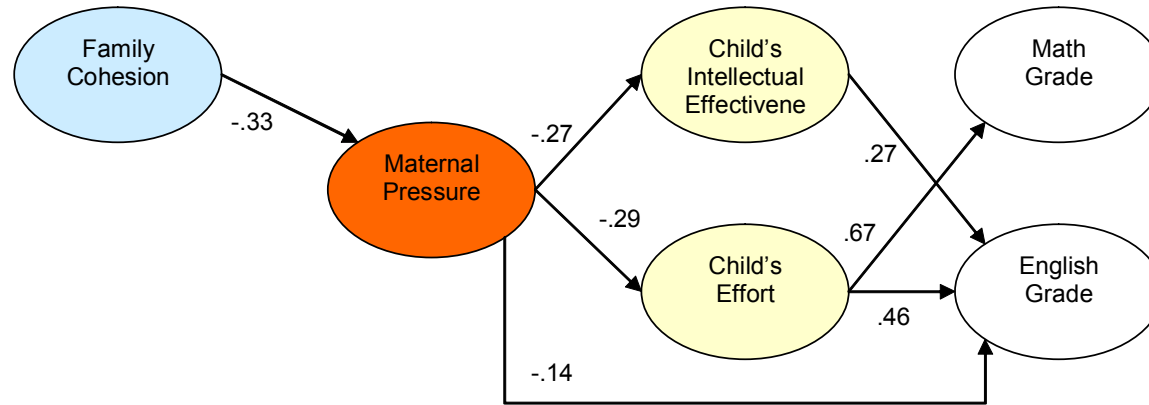 Family
Cohesion
-.33
Maternal
Pressure
-.27
-.29
-.14
Child's
Intellectual
Effectivene
Child's
Effort
.27
.67
.46
Math
Grade
English
Grade